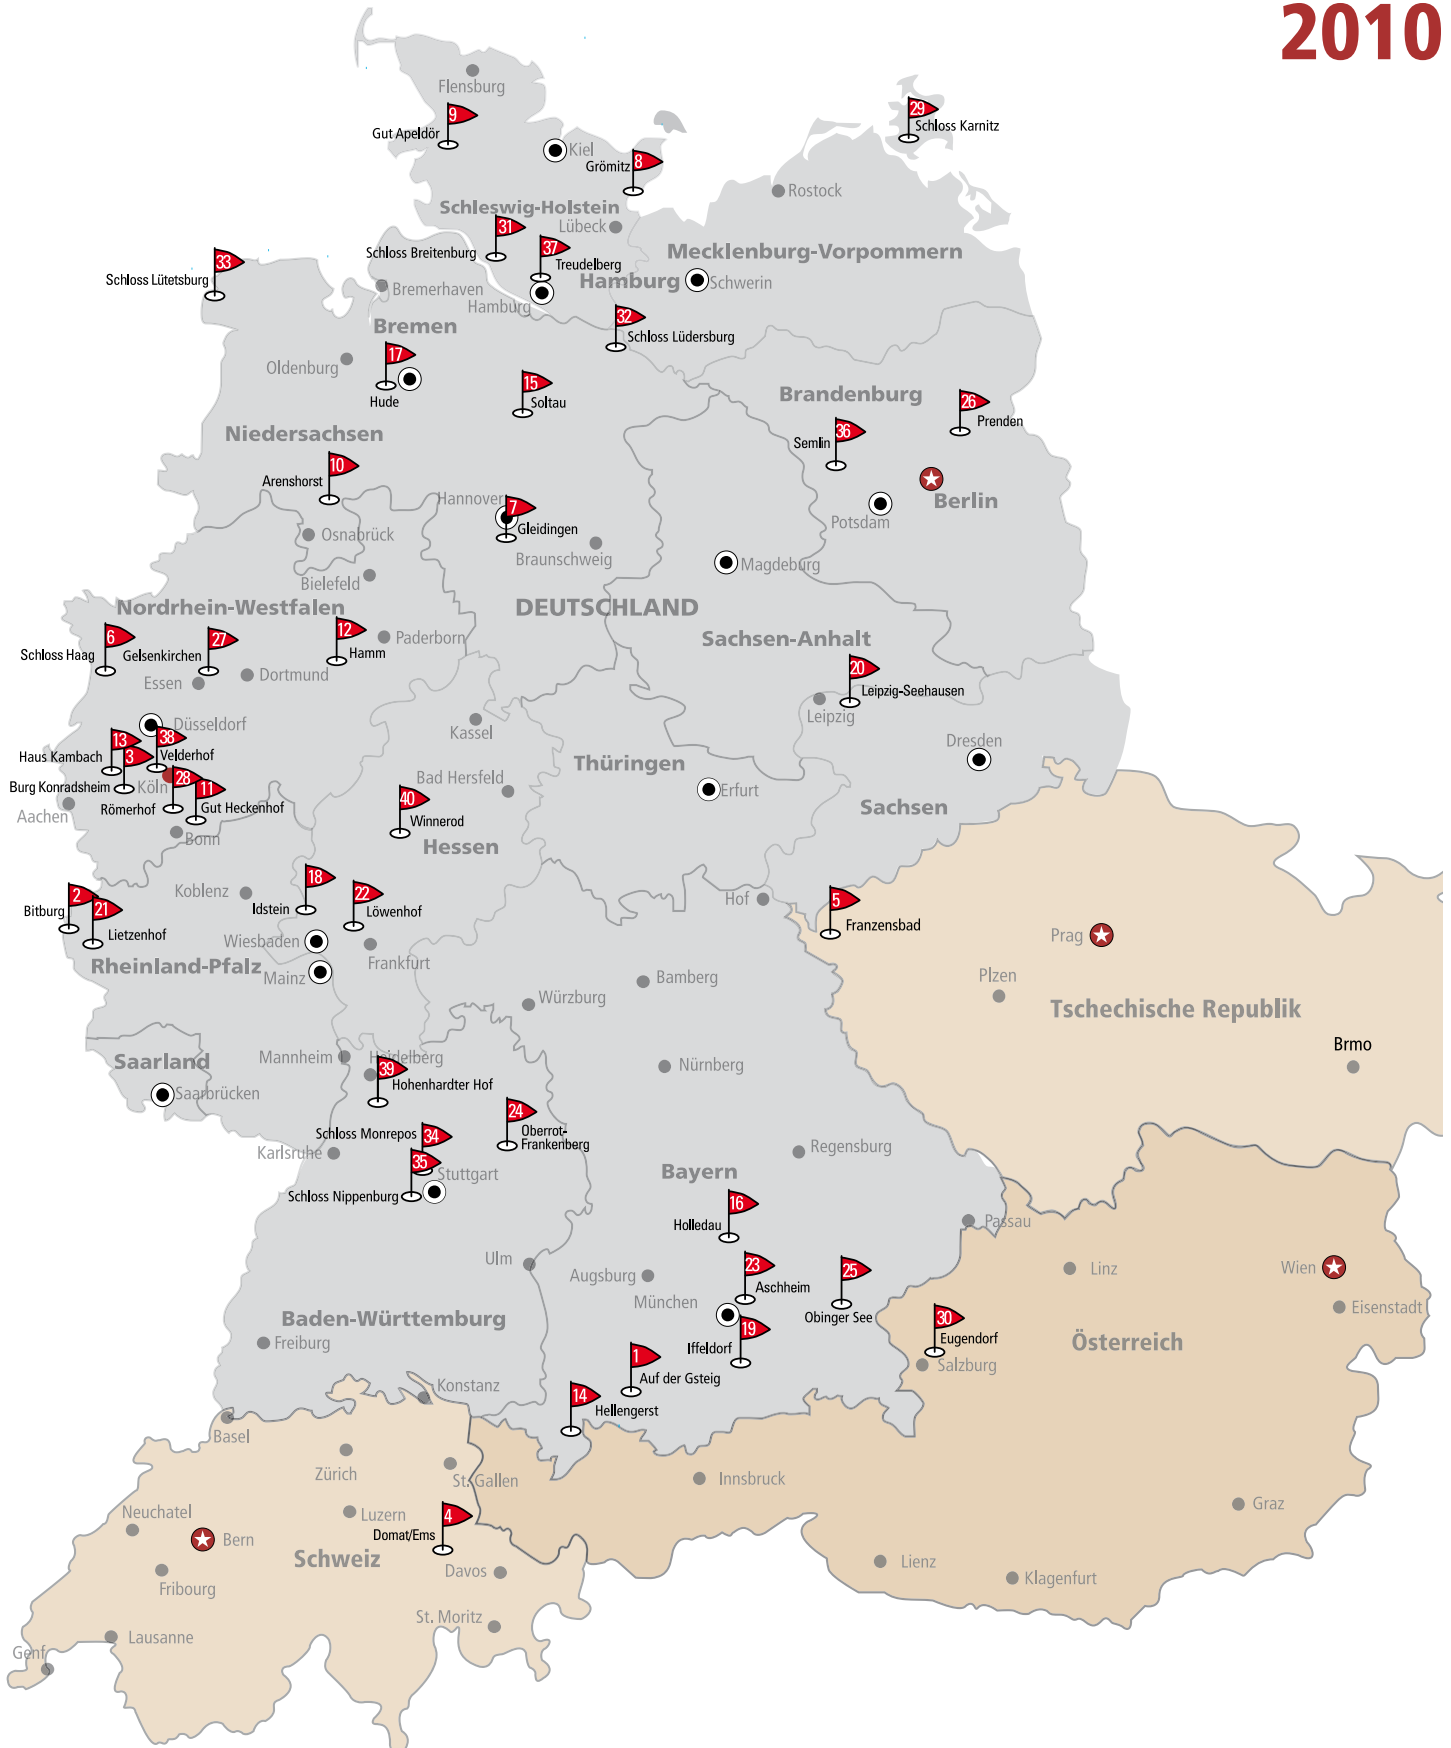 2010
Flensburg
9
Gut Apeldör
Kiel
8
Grömitz
29
Schloss Karnitz
Rostock
Schleswig-Holstein
31
Lübeck
Schloss Breitenburg
37
Treudelberg
Mecklenburg-Vorpommern
33
Schloss Lütetsburg
Bremerhaven
Hamburg
Hamburg
Schwerin
32
Schloss Lüdersburg
Bremen
17
Oldenburg
Hude
15
Soltau
Brandenburg
26
Prenden
36
Semlin
Niedersachsen
10
Arenshorst
Berlin
Potsdam
Hannover
7
Gleidingen
Osnabrück
Braunschweig
Magdeburg
Bielefeld
Nordrhein-Westfalen
DEUTSCHLAND
6
Schloss Haag
27
Gelsenkirchen
12
Hamm
Paderborn
Sachsen-Anhalt
Essen
Dortmund
20
Leipzig-Seehausen
Leipzig
Düsseldorf
Kassel
Dresden
13
Haus Kambach
38
Velderhof
3
Burg Konradsheim
Köln
28
Römerhof
11
Gut Heckenhof
Bad Hersfeld
Thüringen
Erfurt
Sachsen
Aachen
Bonn
40
Winnerod
Hessen
18
Idstein
22
Löwenhof
Koblenz
Hof
5
Franzensbad
2
Bitburg
21
Lietzenhof
Wiesbaden
Frankfurt
Prag
Rheinland-Pfalz
Mainz
Bamberg
Plzen
Würzburg
Tschechische Republik
Brmo
Saarland
Mannheim
Heidelberg
39
Hohenhardter Hof
Nürnberg
Saarbrücken
24
Oberrot-
Frankenberg
Schloss Monrepos
34
Karlsruhe
35
Stuttgart
Schloss Nippenburg
Regensburg
Bayern
16
Holledau
Passau
Ulm
Augsburg
23
Aschheim
25
Obinger See
München
Linz
Wien
Eisenstadt
Baden-Württemburg
19
Iffeldorf
30
Eugendorf
Österreich
Freiburg
1
Auf der Gsteig
Salzburg
Konstanz
14
Hellengerst
Basel
Zürich
St. Gallen
Innsbruck
Neuchatel
Luzern
4
Domat/Ems
Graz
Bern
Schweiz
Davos
Lienz
Fribourg
Klagenfurt
St. Moritz
Lausanne
Genf